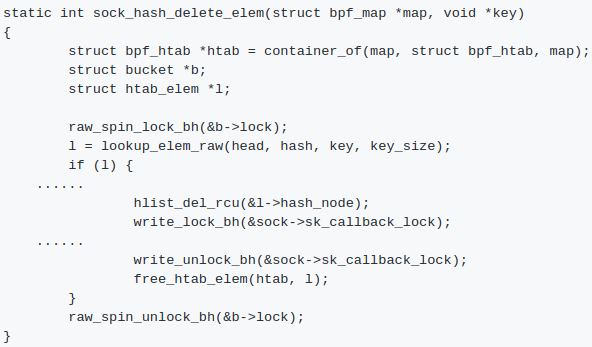 static int sock_hash_delete_elem(struct bpf_map *map, void *key)
{
        struct bpf_htab *htab = container_of(map, struct bpf_htab, map);
        struct bucket *b;
        struct htab_elem *l;

        raw_spin_lock_bh(&b->lock);
        l = lookup_elem_raw(head, hash, key, key_size);
        if (l) {
    ......
                hlist_del_rcu(&l->hash_node);
                write_lock_bh(&sock->sk_callback_lock);
    ......
                write_unlock_bh(&sock->sk_callback_lock);
                free_htab_elem(htab, l);
        }
        raw_spin_unlock_bh(&b->lock);
}